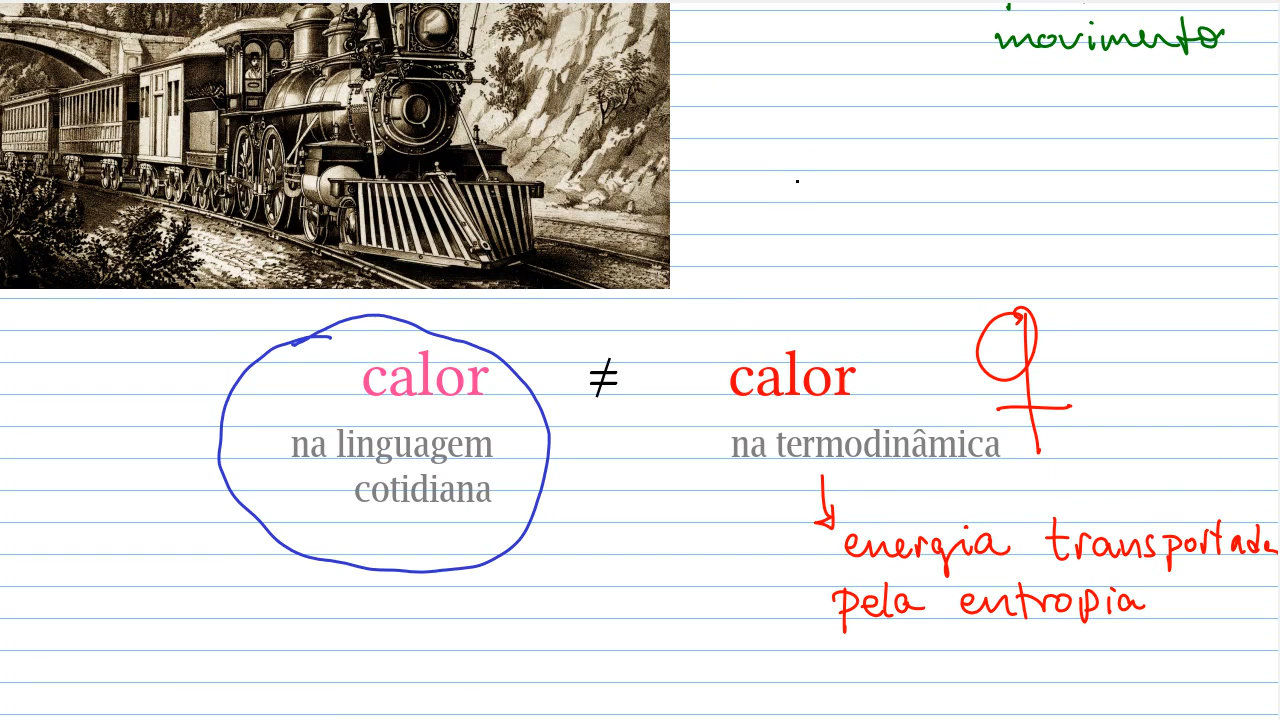 movimento
calor ≠ calor Q
na linguagem na termodinâmica
cotidiana
energia transportada
pela entropia